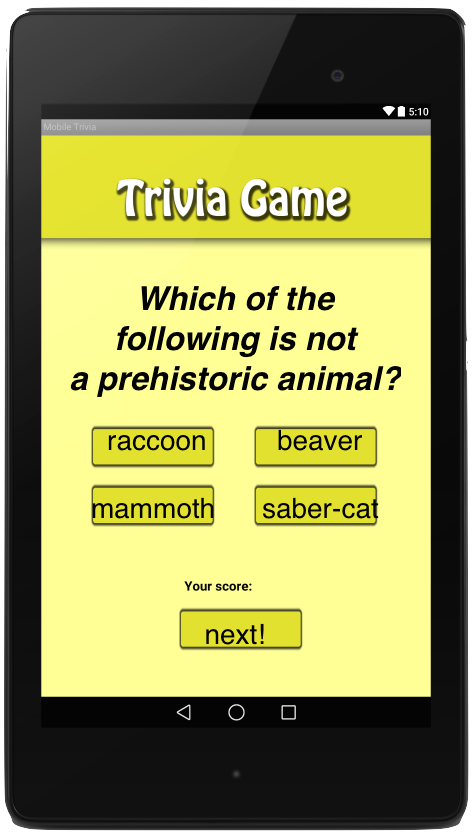 5:10
Mobile Trivia
Trivia Game
Which of the
following is not
a prehistoric animal?
raccoon
beaver
mammoth
saber-cat
Your score:
next!